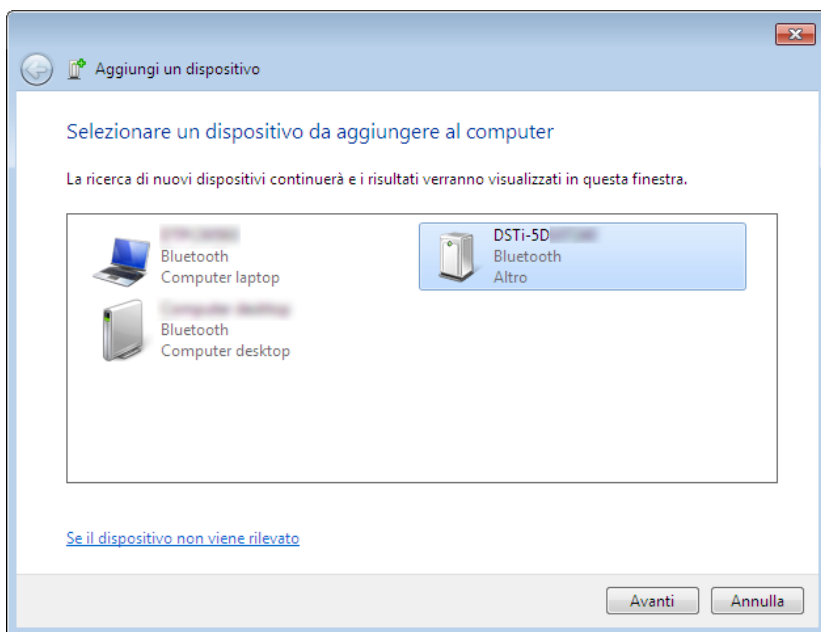 Aggiungi un dispositivo
Selezionare un dispositivo da aggiungere al computer
La ricerca di nuovi dispositivi continuerà e i risultati verranno visualizzati in questa finestra.
Bluetooth
Computer laptop
DSTi-5D
Bluetooth
Altro
Bluetooth
Computer desktop
Se il dispositivo non viene rilevato
Avanti
Annulla